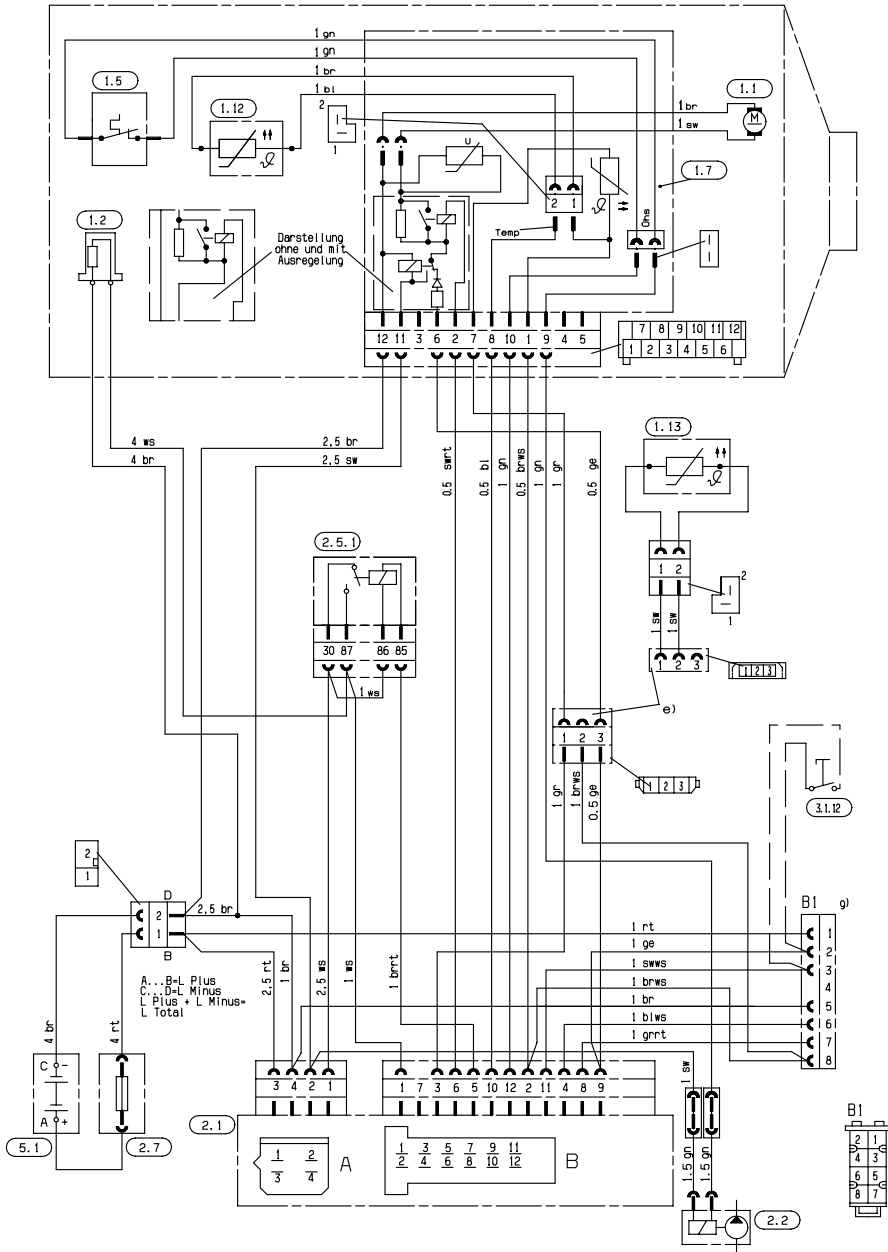 1 gn
1 gn
1.5
1 br
1 bl
1.12
2
1
1.1
1 br
M
1 sw
U
1.7
1.2
2 1
Ohs
Temp
Darstellung
ohne und mit
Ausregelung
12 11 3 6 2 7 8 10 1 9 4 5
7 8 9 10 11 12
1 2 3 4 5 6
1.13
4 ws
2,5 br
4 br
2,5 sw
0.5 swrt
0.5 bl
1 gn
0.5 brws
1 gn
1 gr
0.5 ge
2.5.1
1 2
2
1
30 87 86 85
1 sw
1 sw
1 ws
1 2 3
1 2 3
e)
1 2 3
1 2 3
1 gr
1 brws
0.5 ge
3.1.12
2
1
D
2 2,5 br
1
B
B1 g)
1 rt 1
1 ge 2
1 swws 3
4
1 brws
1 br 5
1 blws 6
1 grrt 7
8
A...B=L Plus
C...D=L Minus
L Plus + L Minus=
L Total
2,5 rt
1 br
2,5 ws
1 ws
1 brrt
4 br
4 rt
C -
A +
5.1
2.7
3 4 2 1
1 7 3 6 5 10 12 2 11 4 8 9
1 sw
2.1
1 2
3 4
A
1 3 5 7 9 11
2 4 6 8 10 12
B
1.5 gn
1.5 gn
2.2
B1
2 1
4 3
6 5
8 7